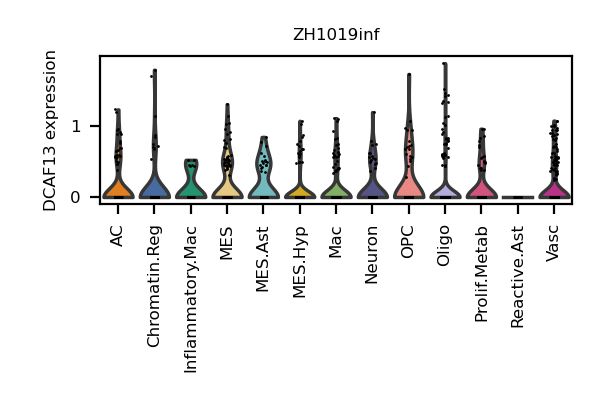 ZH1019inf
DCAF13 expression
1
0
AC
Chromatin.Reg
Inflammatory.Mac
MES
MES.Ast
MES.Hyp
Mac
Neuron
OPC
Oligo
Prolif.Metab
Reactive.Ast
Vasc